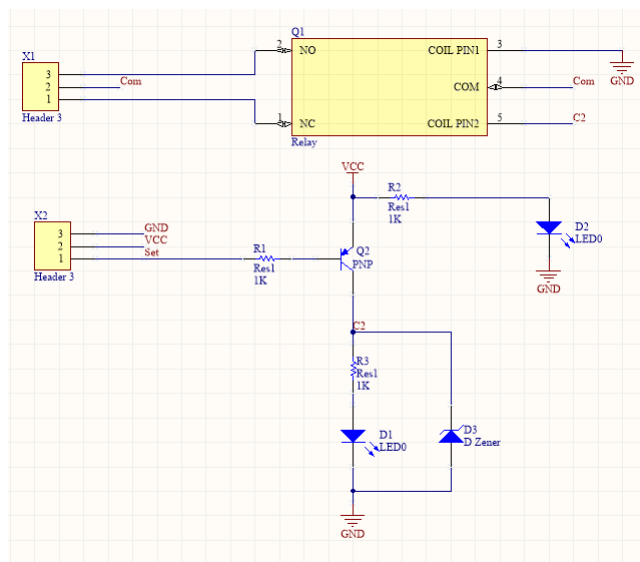 Q1
X1
3
2
1
Header 3
Com
2
NO
COIL PIN1
3
GND
COM
4
Com
1
NC
COIL PIN2
5
C2
Relay
VCC
R2
Res1
1K
D2
LED0
GND
X2
3
2
1
Header 3
GND
VCC
Set
R1
Res1
1K
Q2
PNP
C2
R3
Res1
1K
D1
LED0
D3
D Zener
GND